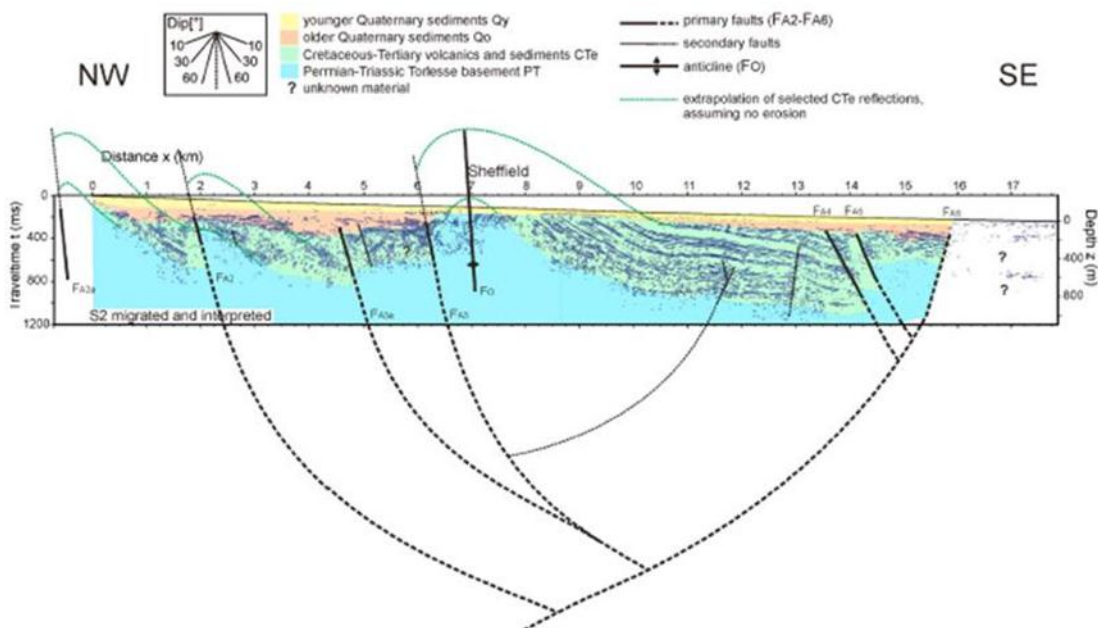 Dip[°]
10 10
30 30
60 60
younger Quaternary sediments Qy
older Quaternary sediments Qo
Cretaceous-Tertiary volcanics and sediments CTe
Permian-Triassic Torlesse basement PT
? unknown material
primary faults (FA2-FA6)
secondary faults
anticline (FO)
extrapolation of selected CTe reflections,
assuming no erosion
NW
SE
Distance x (km)
Sheffield
0 1 2 3 4 5 6 7 8 9 10 11 12 13 14 15 16 17
Traveltime t (ms)
0
400
800
1200
Depth z (m)
0
400
800
FA2
FA3a
FA3
FO
FA4
FA6
?
?
?
S2 migrated and interpreted